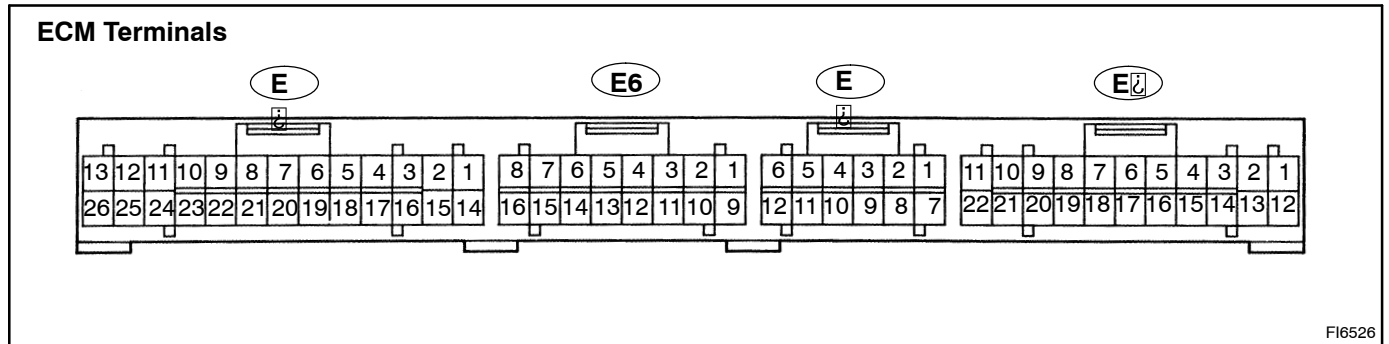 ECM Terminals
E E6 E E
13 12 11 10 9 8 7 6 5 4 3 2 1 8 7 6 5 4 3 2 1 6 5 4 3 2 1 11 10 9 8 7 6 5 4 3 2 1
26 25 24 23 22 21 20 19 18 17 16 15 14 16 15 14 13 12 11 10 9 12 11 10 9 8 7 22 21 20 19 18 17 16 15 14 13 12
FI6526